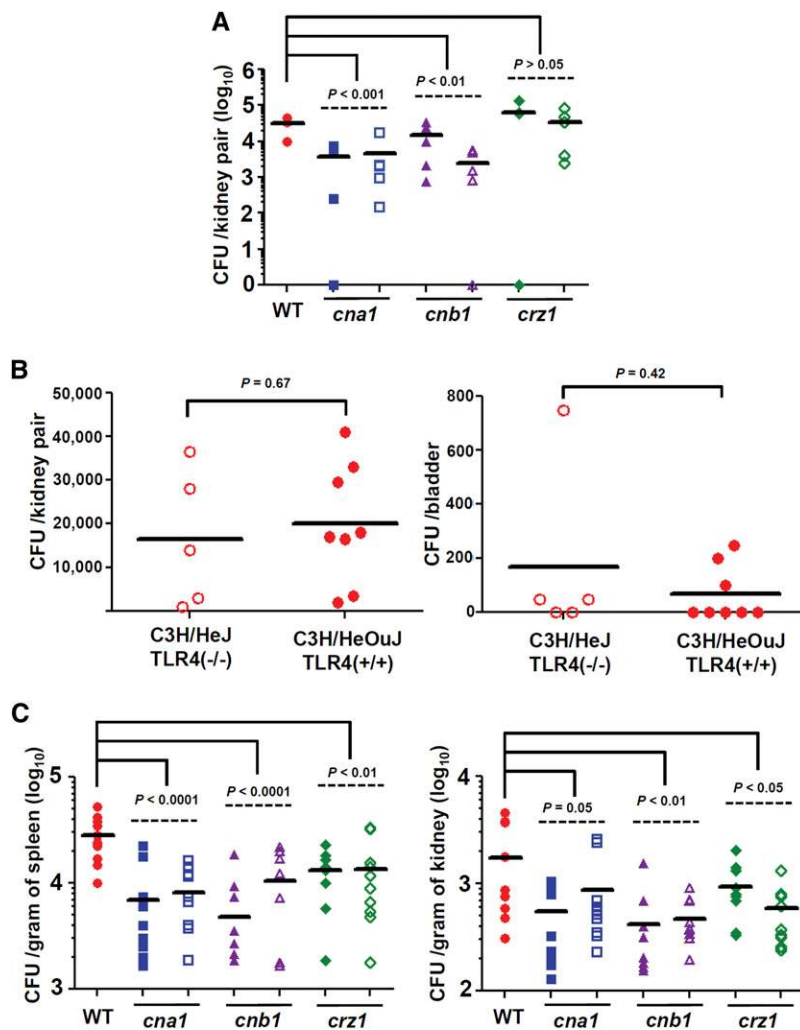 A
P < 0.001
P < 0.01
P > 0.05
CFU /kidney pair (log10)
6
5
4
3
2
1
0
WT
cna1
cnb1
crz1
B
P = 0.67
CFU /kidney pair
50,000
40,000
30,000
20,000
10,000
C3H/HeJ
TLR4(-/-)
C3H/HeOuJ
TLR4(+/+)
P = 0.42
CFU /bladder
800
600
400
200
0
C3H/HeJ
TLR4(-/-)
C3H/HeOuJ
TLR4(+/+)
C
P < 0.0001
P < 0.0001
P < 0.01
CFU /gram of spleen (log10)
5
4
3
WT
cna1
cnb1
crz1
P = 0.05
P < 0.01
P < 0.05
CFU /gram of kidney (log10)
4
3
2
WT
cna1
cnb1
crz1